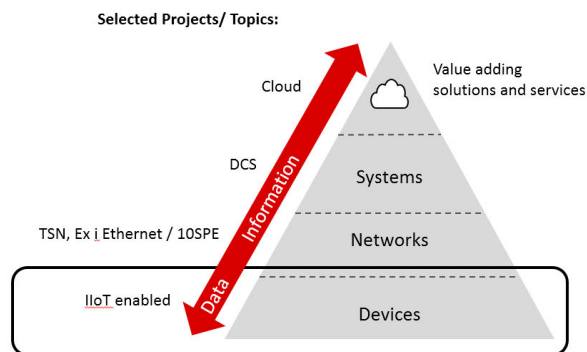 Selected Projects/ Topics:
Cloud
Value adding
solutions and services
DCS
Systems
Information
TSN, Ex i Ethernet / 10SPE
Networks
Data
IIoT enabled
Devices